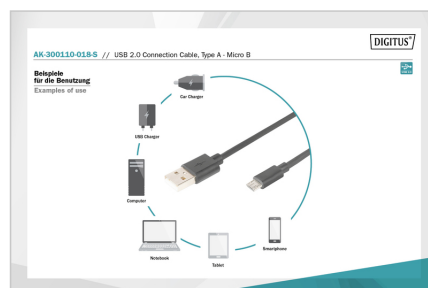 DIGITUS®
AK-300110-018-S // USB 2.0 Connection Cable, Type A - Micro B
Beispiele
für die Benutzung
Examples of use
Car Charger
USB Charger
Computer
Notebook
Tablet
Smartphone